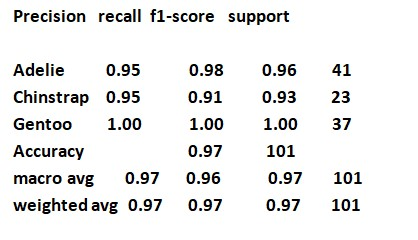 Precision recall f1-score support
Adelie 0.95 0.98 0.96 41
Chinstrap 0.95 0.91 0.93 23
Gentoo 1.00 1.00 1.00 37
Accuracy 0.97 101
macro avg 0.97 0.96 0.97 101
weighted avg 0.97 0.97 0.97 101